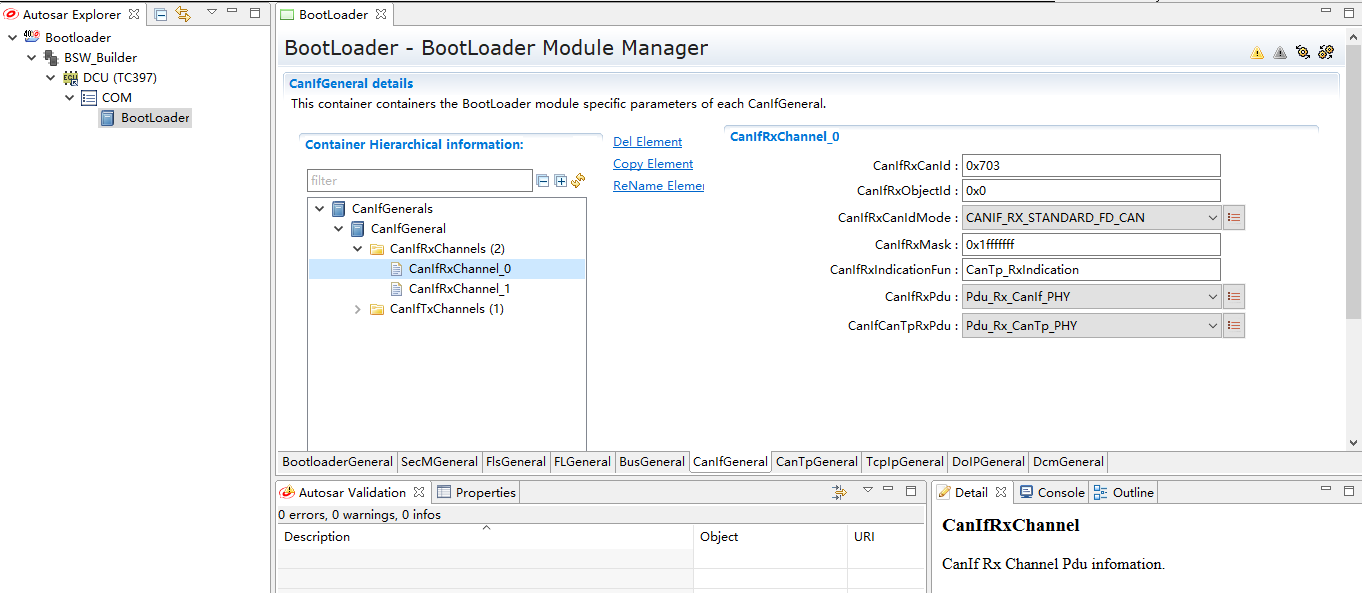 Autosar Explorer
Bootloader
BSW_Builder
DCU (TC397)
COM
BootLoader
BootLoader
BootLoader - BootLoader Module Manager
CanIfGeneral details
This container containers the BootLoader module specific parameters of each CanIfGeneral.
Container Hierarchical information:
filter
CanIfGenerals
CanIfGeneral
CanIfRxChannels (2)
CanIfRxChannel_0
CanIfRxChannel_1
CanIfTxChannels (1)
Del Element
Copy Element
ReName Elemer
CanIfRxChannel_0
CanIfRxCanId : 0x703
CanIfRxObjectId : 0x0
CanIfRxCanIdMode : CANIF_RX_STANDARD_FD_CAN
CanIfRxMask : 0x1fffffff
CanIfRxIndicationFun : CanTp_RxIndication
CanIfRxPdu : Pdu_Rx_CanIf_PHY
CanIfCanTpRxPdu : Pdu_Rx_CanTp_PHY
BootloaderGeneral SecMGeneral FlsGeneral FLGeneral BusGeneral CanIfGeneral CanTpGeneral TcpIpGeneral DoIPGeneral DcmGeneral
Autosar Validation Properties
0 errors, 0 warnings, 0 infos
Description Object URI
Detail Console Outline
CanIfRxChannel
CanIf Rx Channel Pdu infomation.